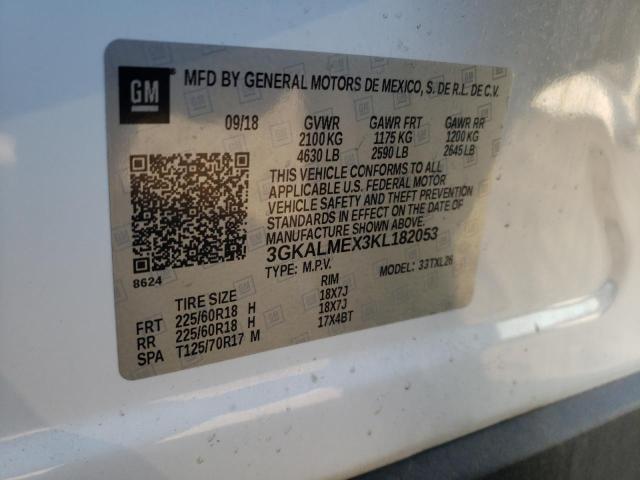 GM
MFD BY GENERAL MOTORS DE MEXICO, S. DE R.L. DE C.V.
09/18 GVWR GAWR FRT GAWR RR
2100 KG 1175 KG 1200 KG
4630 LB 2590 LB 2645 LB
THIS VEHICLE CONFORMS TO ALL
APPLICABLE U.S. FEDERAL MOTOR
VEHICLE SAFETY AND THEFT PREVENTION
STANDARDS IN EFFECT ON THE DATE OF
MANUFACTURE SHOWN ABOVE.
3GKALMEX3KL182053
TYPE: M.P.V. MODEL: 33TXL26
8624
TIRE SIZE RIM
FRT 225/60R18 H 18X7J
RR 225/60R18 H 18X7J
SPA T125/70R17 M 17X4BT